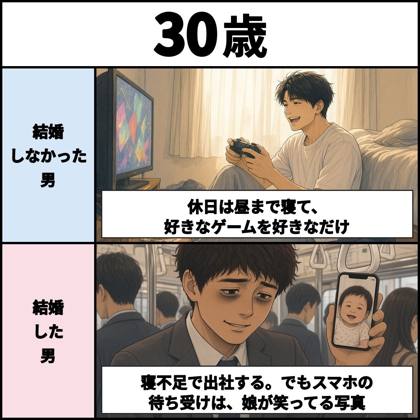 30歳
結婚
しなかった
男
休日は昼まで寝て、
好きなゲームを好きなだけ
結婚
した
男
寝不足で出社する。でもスマホの
待ち受けは、娘が笑ってる写真